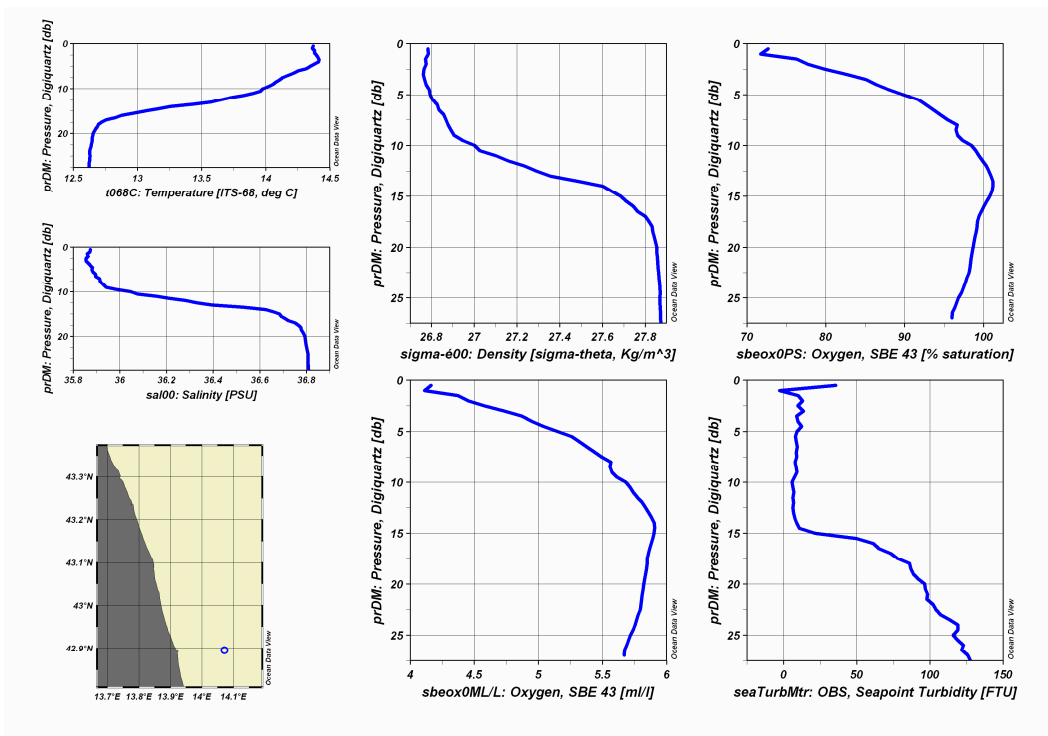 prDM: Pressure, Digiquartz [db]
0
10
20
12.5 13 13.5 14 14.5
t068C: Temperature [ITS-68, deg C]
Ocean Data View
prDM: Pressure, Digiquartz [db]
0
10
20
35.8 36 36.2 36.4 36.6 36.8
sal00: Salinity [PSU]
Ocean Data View
43.3°N
43.2°N
43.1°N
43°N
42.9°N
13.7°E 13.8°E 13.9°E 14°E 14.1°E
Ocean Data View
prDM: Pressure, Digiquartz [db]
0
5
10
15
20
25
26.8 27 27.2 27.4 27.6 27.8
sigma-é00: Density [sigma-theta, Kg/m^3]
Ocean Data View
prDM: Pressure, Digiquartz [db]
0
5
10
15
20
25
4 4.5 5 5.5 6
sbeox0ML/L: Oxygen, SBE 43 [ml/l]
Ocean Data View
prDM: Pressure, Digiquartz [db]
0
5
10
15
20
25
70 80 90 100
sbeox0PS: Oxygen, SBE 43 [% saturation]
Ocean Data View
prDM: Pressure, Digiquartz [db]
0
5
10
15
20
25
0 50 100 150
seaTurbMtr: OBS, Seapoint Turbidity [FTU]
Ocean Data View